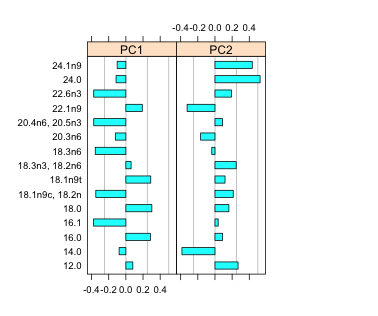 -0.4-0.2 0.0 0.2 0.4
PC1 PC2
24.1n9
24.0
22.6n3
22.1n9
20.4n6, 20.5n3
20.3n6
18.3n6
18.3n3, 18.2n6
18.1n9t
18.1n9c, 18.2n
18.0
16.1
16.0
14.0
12.0
-0.4-0.2 0.0 0.2 0.4